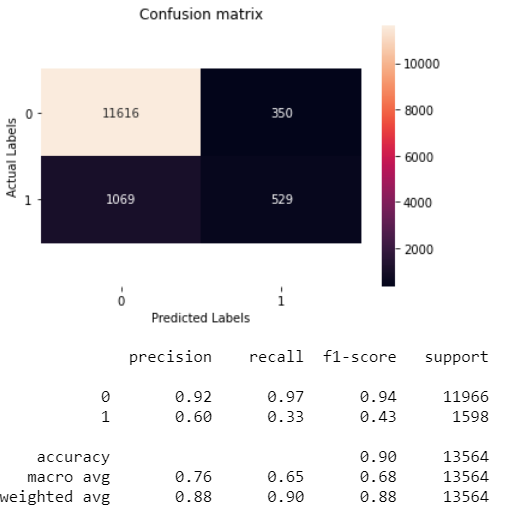 Confusion matrix
10000
0 11616 350
8000
Actual Labels
6000
4000
1 1069 529
2000
0 1
Predicted Labels
precision recall f1-score support
0 0.92 0.97 0.94 11966
1 0.60 0.33 0.43 1598
accuracy 0.90 13564
macro avg 0.76 0.65 0.68 13564
weighted avg 0.88 0.90 0.88 13564